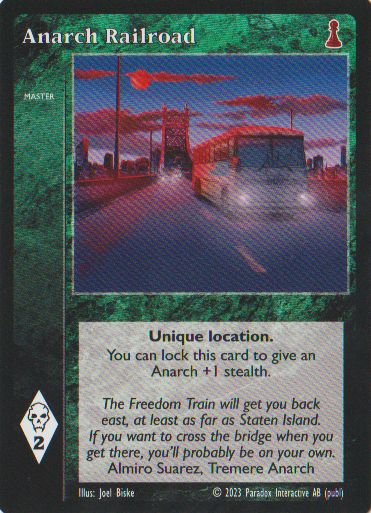 Anarch Railroad
MASTER
Unique location.
You can lock this card to give an
Anarch +1 stealth.
The Freedom Train will get you back
east, at least as far as Staten Island.
If you want to cross the bridge when you
get there, you'll probably be on your own.
Almiro Suarez, Tremere Anarch
2
Illus: Joel Biske © 2023 Paradox Interactive AB (publ)